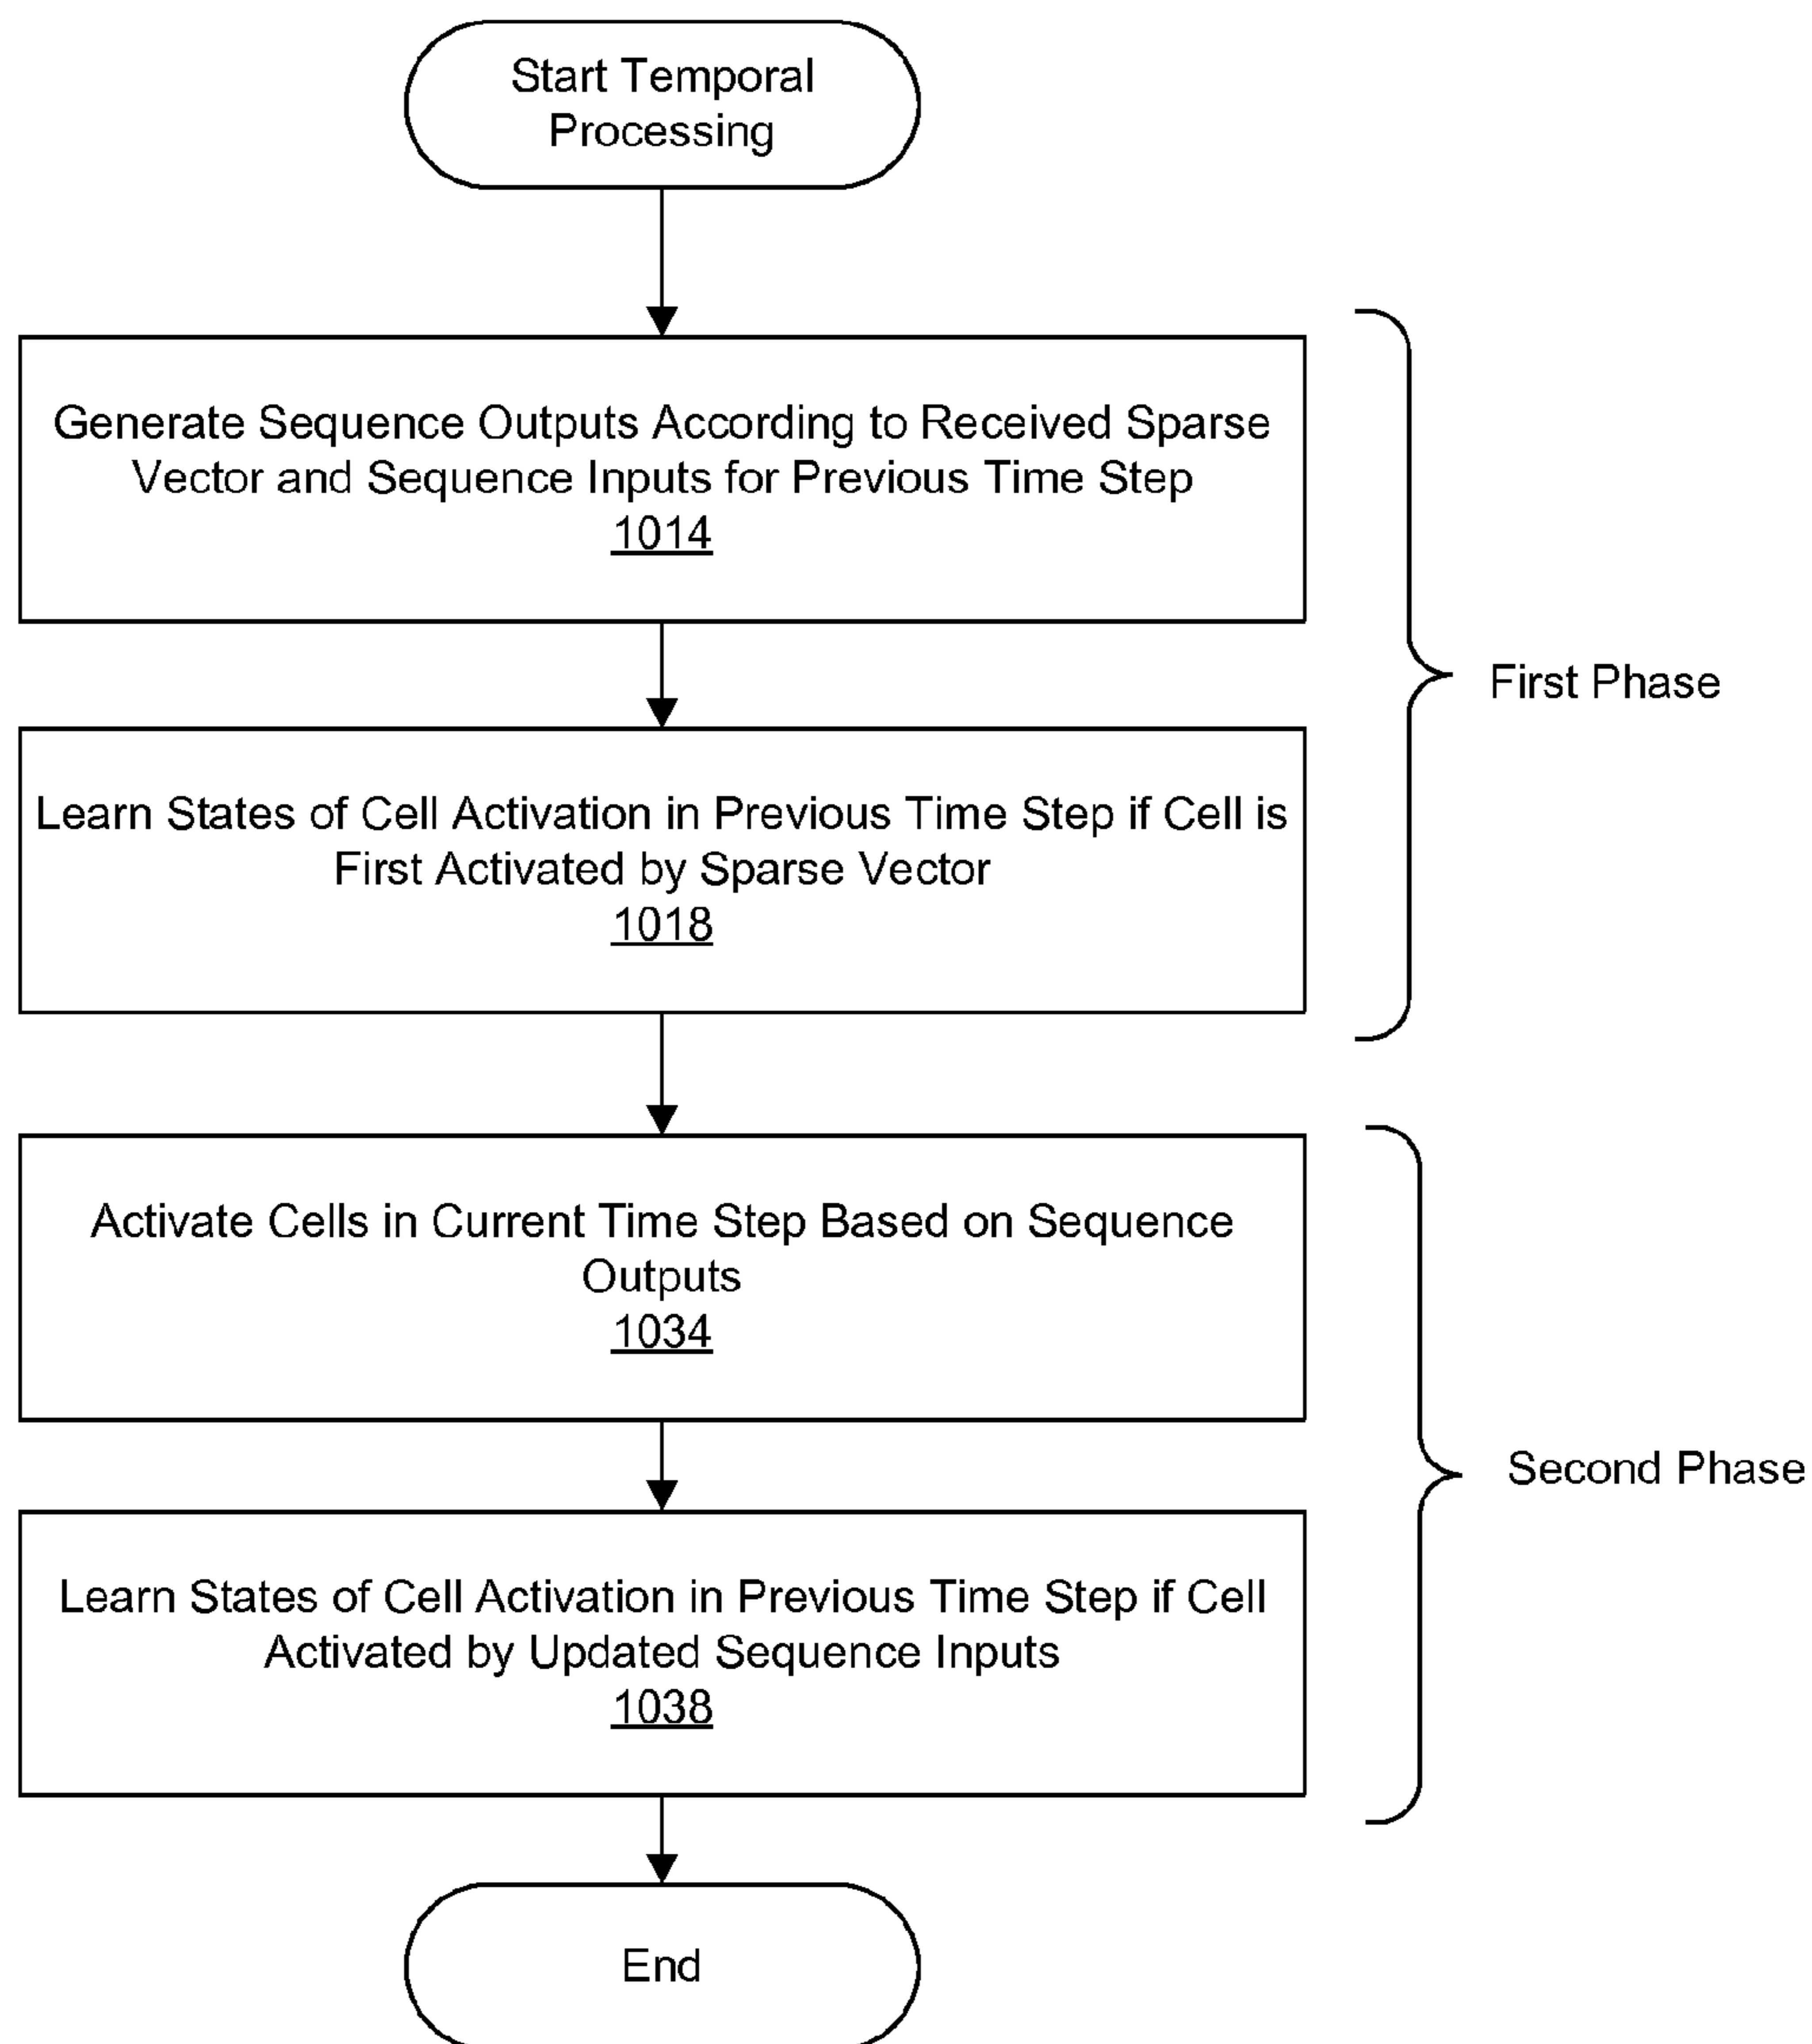 Start Temporal
Processing
Generate Sequence Outputs According to Received Sparse
Vector and Sequence Inputs for Previous Time Step
1014
First Phase
Learn States of Cell Activation in Previous Time Step if Cell is
First Activated by Sparse Vector
1018
Activate Cells in Current Time Step Based on Sequence
Outputs
1034
Second Phase
Learn States of Cell Activation in Previous Time Step if Cell
Activated by Updated Sequence Inputs
1038
End